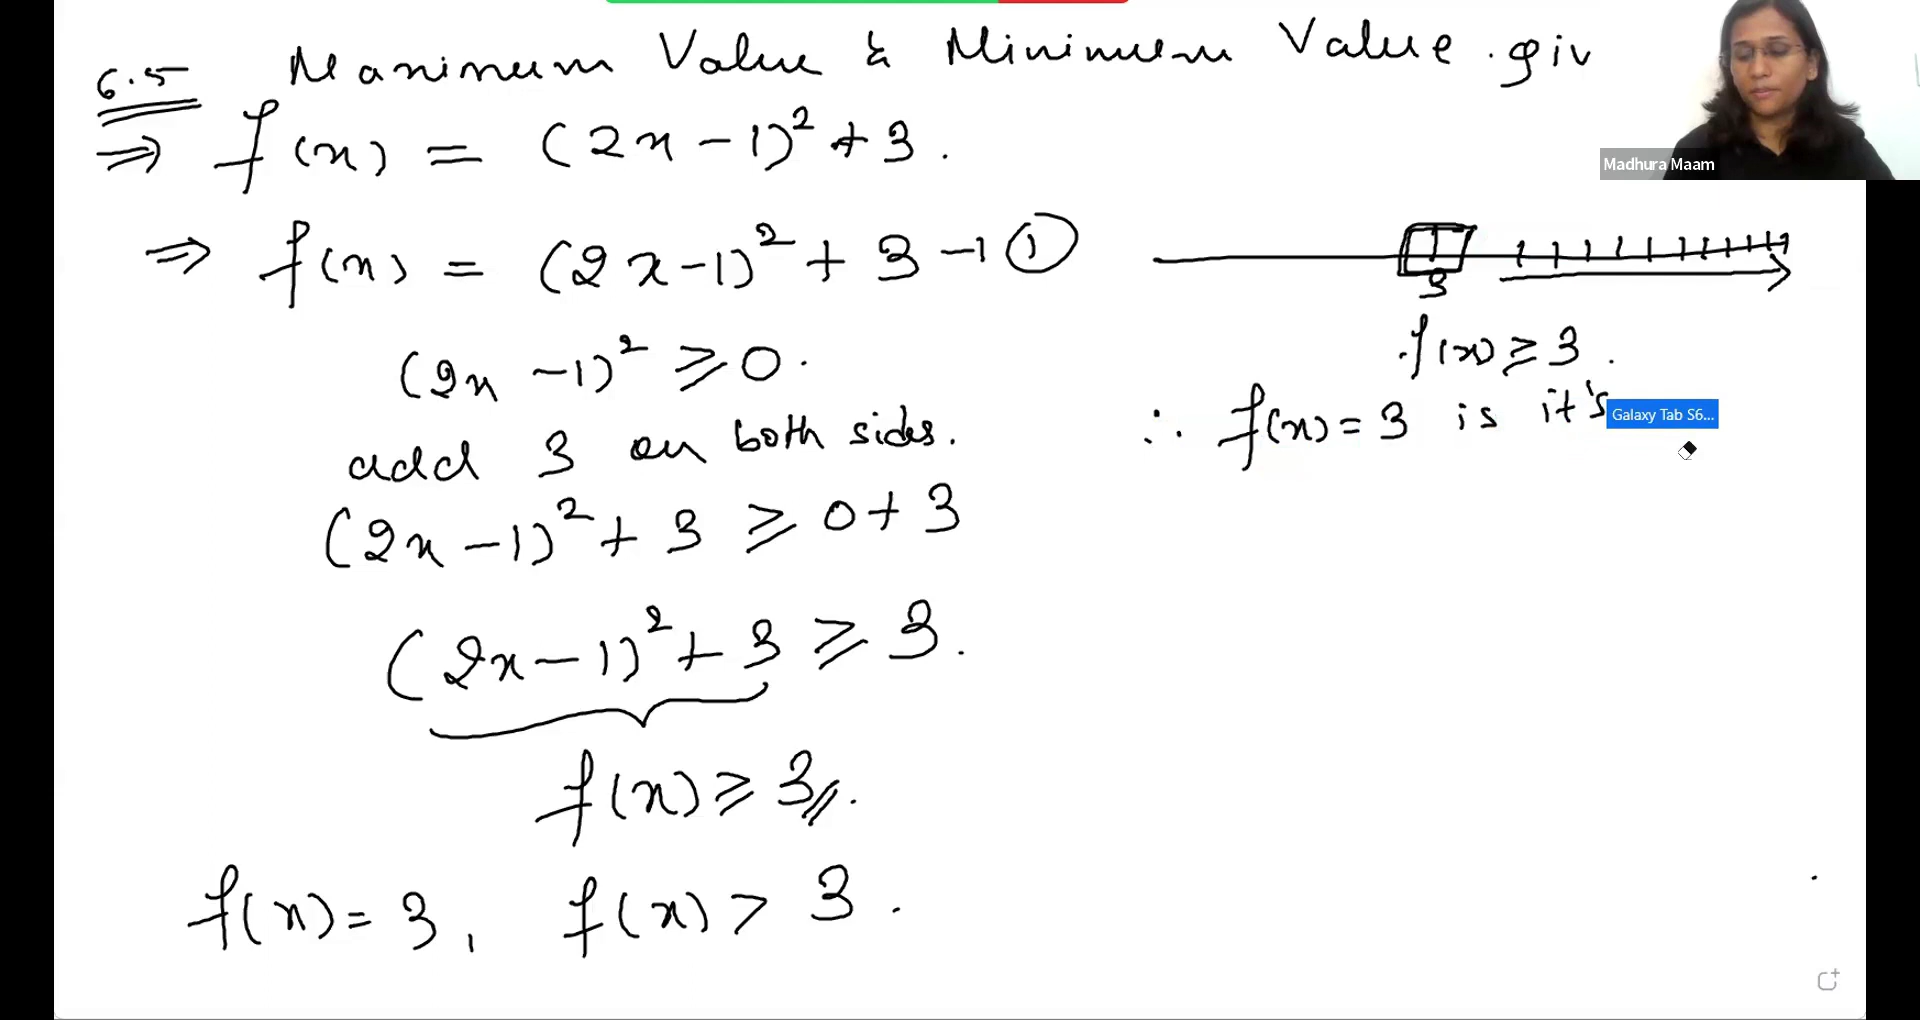 6.5 Maximum Value & Minimum Value . giv
⇒ f(x) = (2x - 1)² + 3 .
⇒ f(x) = (2x-1)² + 3 -1 ①
(2x - 1)² ⩾ 0 .
add 3 on both sides.
(2x - 1)² + 3 ⩾ 0 + 3
(2x - 1)² + 3 ⩾ 3 .
f(x) ⩾ 3 .
f(x) = 3 , f(x) > 3 .
3
f(x) ⩾ 3 .
∴ f(x) = 3 is it's
Galaxy Tab S6...
Madhura Maam